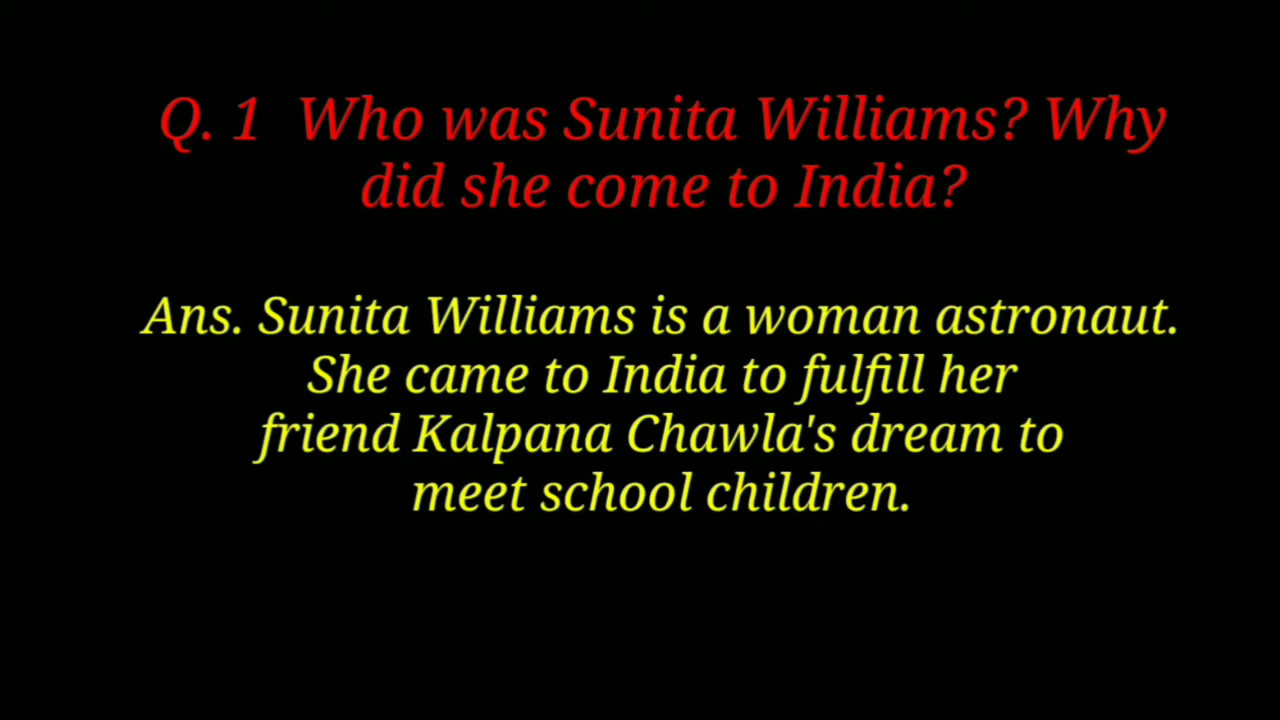 Q. 1 Who was Sunita Williams? Why
did she come to India?
Ans. Sunita Williams is a woman astronaut.
She came to India to fulfill her
friend Kalpana Chawla's dream to
meet school children.